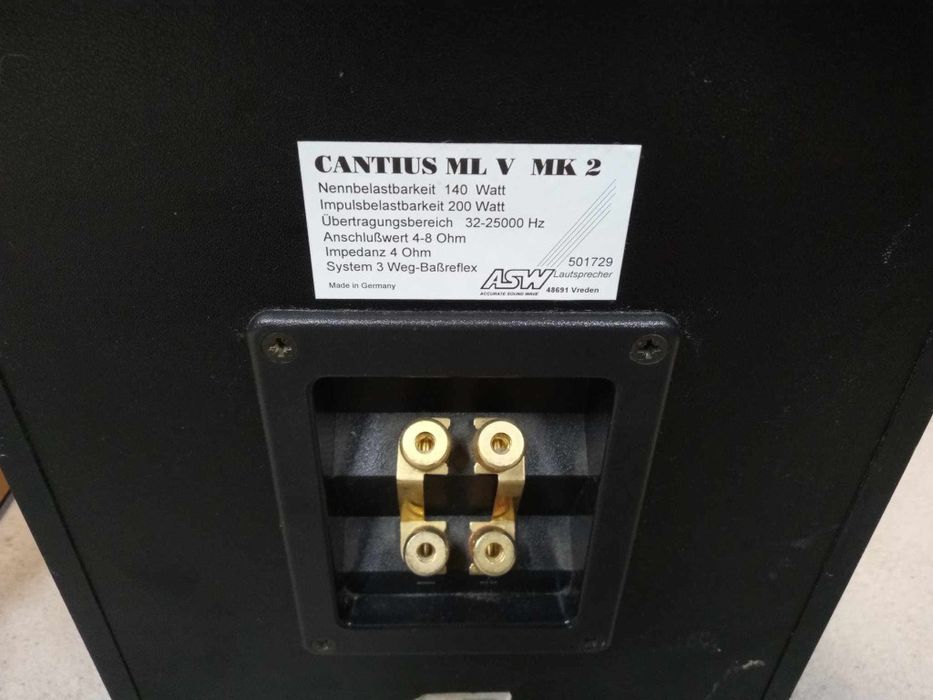 CANTIUS ML V MK 2
Nennbelastbarkeit 140 Watt
Impulsbelastbarkeit 200 Watt
Übertragungsbereich 32-25000 Hz
Anschlußwert 4-8 Ohm
Impedanz 4 Ohm
System 3 Weg-Baßreflex
501729
ASW Lautsprecher
Made in Germany
ACCURATE SOUND WAVE 48691 Vreden